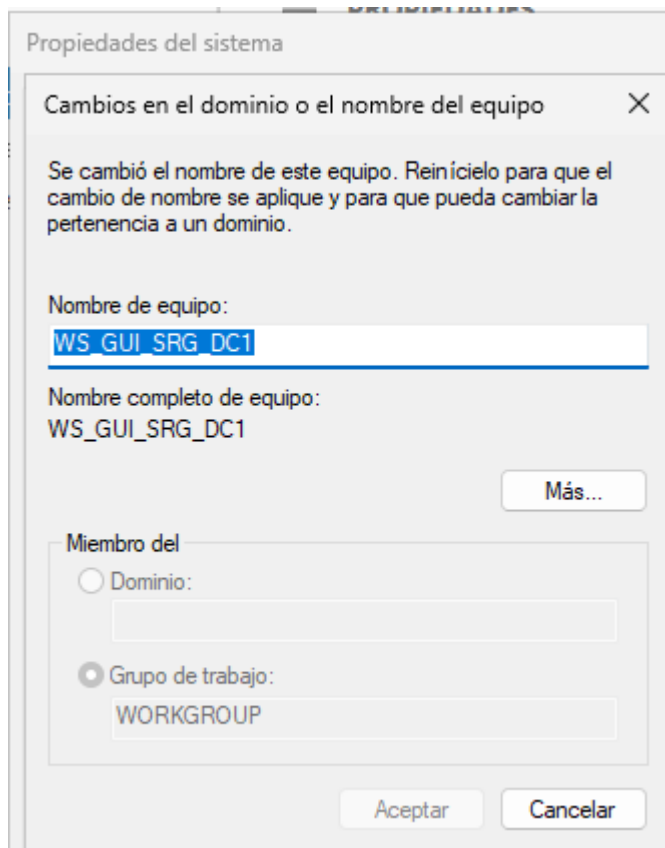 PROPIEDADES
Propiedades del sistema
Cambios en el dominio o el nombre del equipo
Se cambió el nombre de este equipo. Reinícielo para que el
cambio de nombre se aplique y para que pueda cambiar la
pertenencia a un dominio.
Nombre de equipo:
WS_GUI_SRG_DC1
Nombre completo de equipo:
WS_GUI_SRG_DC1
Más...
Miembro del
Dominio:
Grupo de trabajo:
WORKGROUP
Aceptar Cancelar